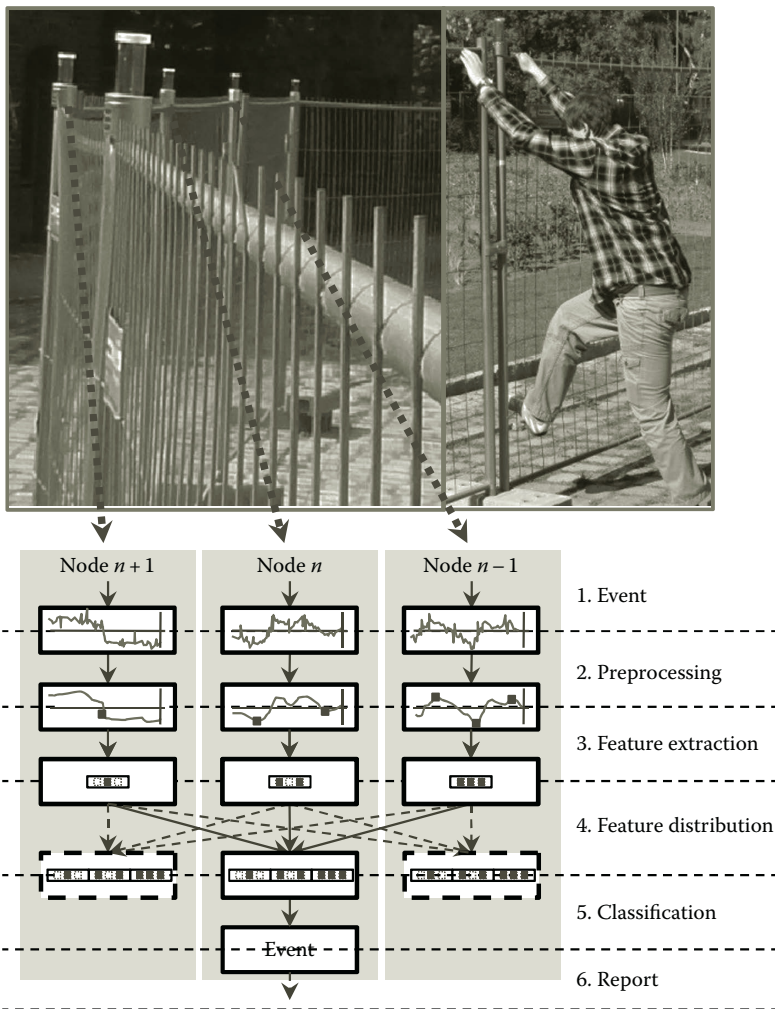 Node n + 1
Node n
Node n – 1
1. Event
2. Preprocessing
3. Feature extraction
4. Feature distribution
5. Classification
Event
6. Report